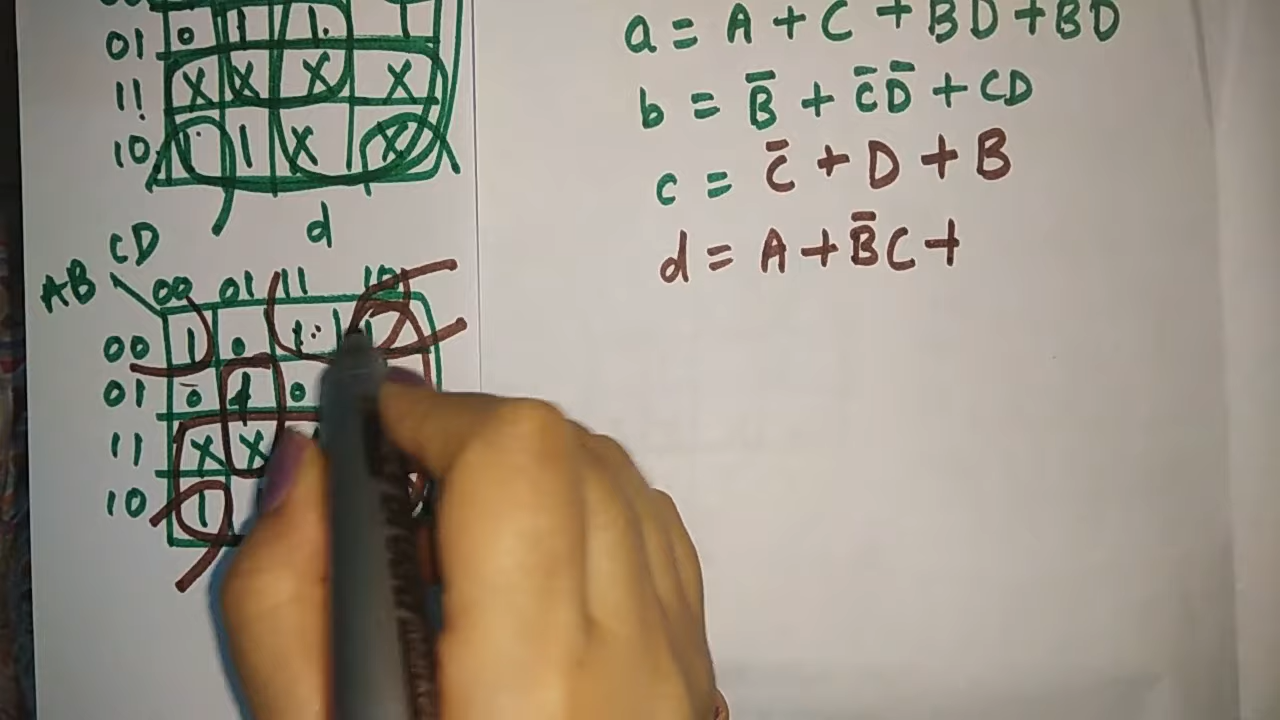 01 0 1 1 1
11 X X X X
10 1 1 X X
a = A + C + BD + B̅D̅
b = B̅ + C̅D̅ + CD
c = C̅ + D + B
d = A + B̅C +
d
CD
AB 00 01 11 10
00 1 0 1 1
01 0 1 0
11 X X
10 1